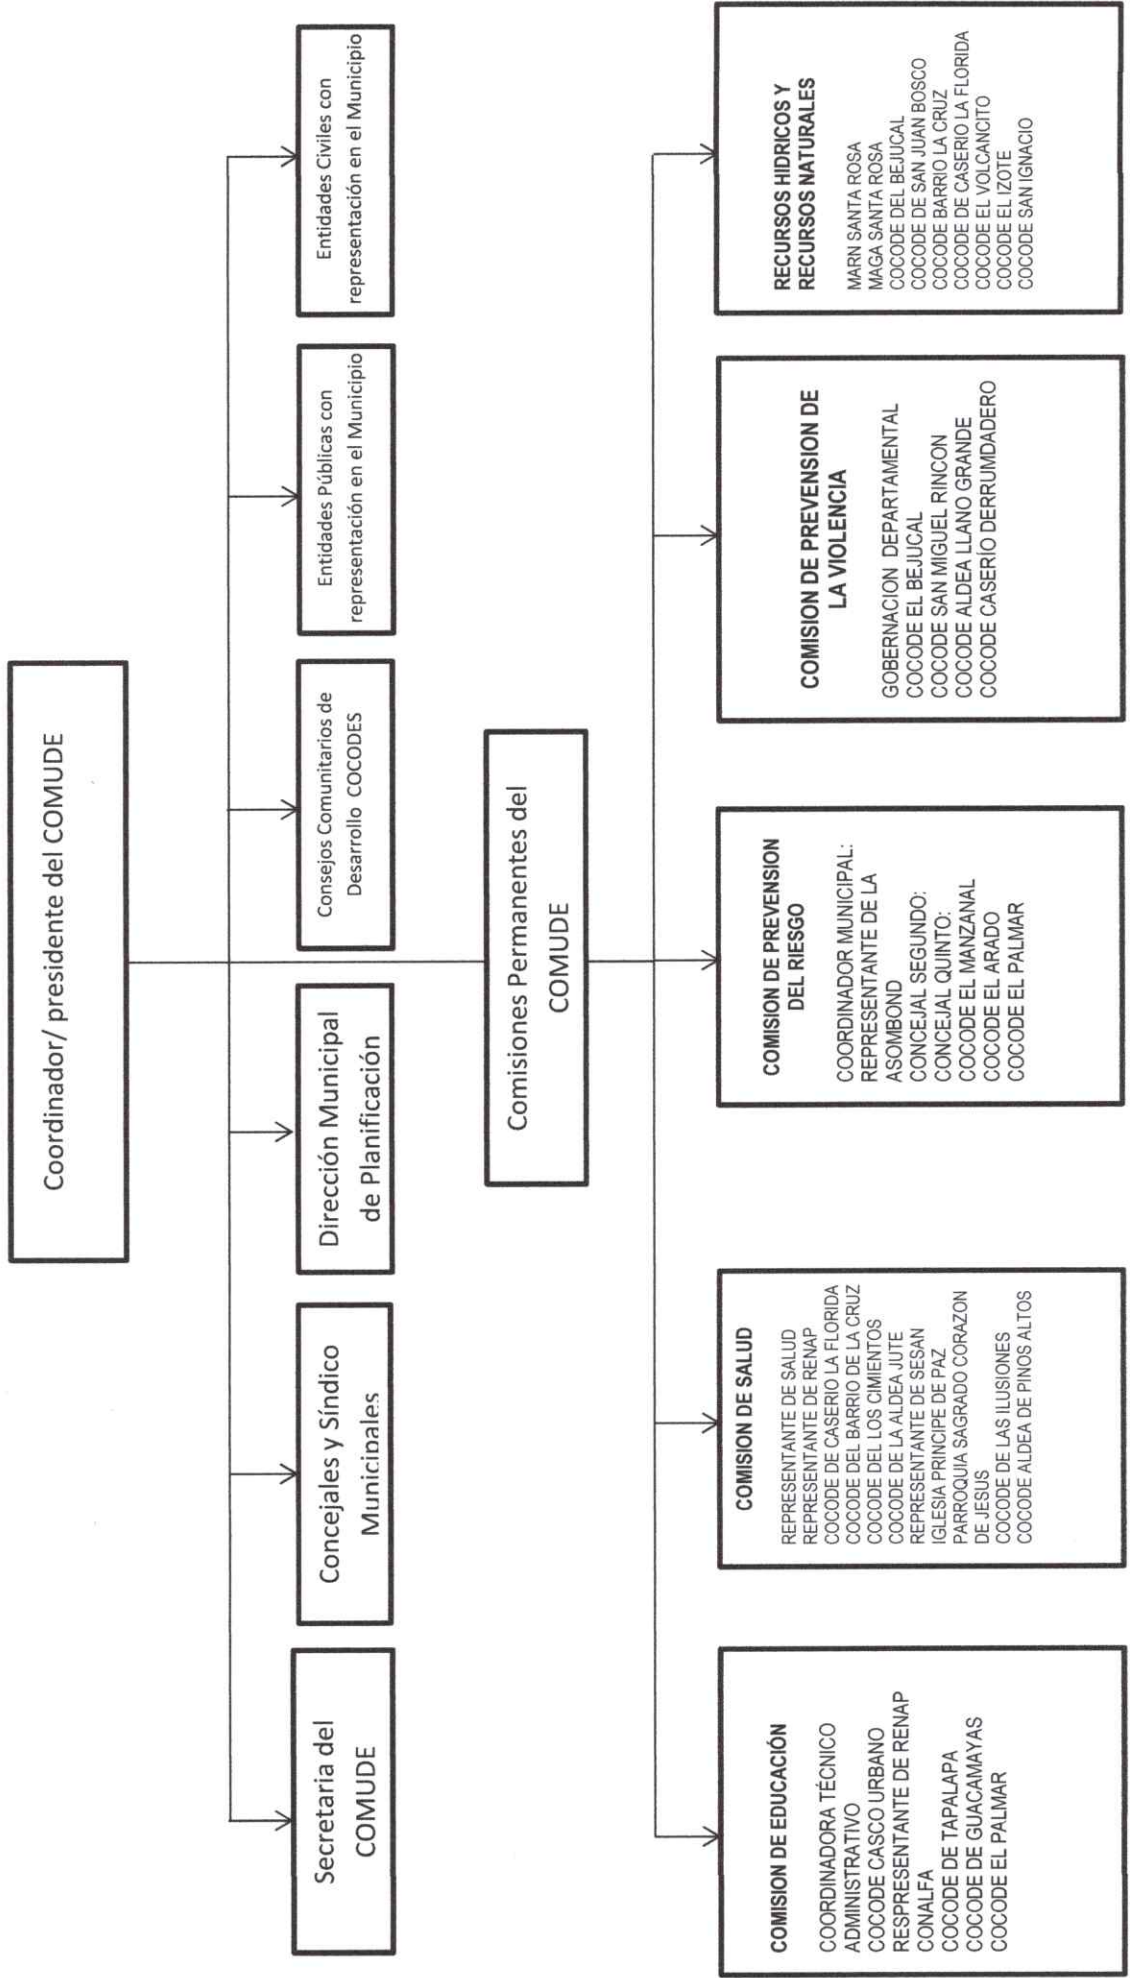 Coordinador/ presidente del COMUDE
Secretaria del
COMUDE
Concejales y Síndico
Municipales
Dirección Municipal
de Planificación
Consejos Comunitarios de
Desarrollo COCODES
Entidades Públicas con
representación en el Municipio
Entidades Civiles con
representación en el Municipio
Comisiones Permanentes del
COMUDE
COMISION DE EDUCACIÓN
COORDINADORA TÉCNICO
ADMINISTRATIVO
COCODE CASCO URBANO
RESPRESENTANTE DE RENAP
CONALFA
COCODE DE TAPALAPA
COCODE DE GUACAMAYAS
COCODE EL PALMAR
COMISION DE SALUD
REPRESENTANTE DE SALUD
REPRESENTANTE DE RENAP
COCODE DE CASERIO LA FLORIDA
COCODE DEL BARRIO DE LA CRUZ
COCODE DEL LOS CIMIENTOS
COCODE DE LA ALDEA JUTE
REPRESENTANTE DE SESAN
IGLESIA PRINCIPE DE PAZ
PARROQUIA SAGRADO CORAZON
DE JESUS
COCODE DE LAS ILUSIONES
COCODE ALDEA DE PINOS ALTOS
COMISION DE PREVENSION
DEL RIESGO
COORDINADOR MUNICIPAL:
REPRESENTANTE DE LA
ASOMBOND
CONCEJAL SEGUNDO:
CONCEJAL QUINTO:
COCODE EL MANZANAL
COCODE EL ARADO
COCODE EL PALMAR
COMISION DE PREVENSION DE
LA VIOLENCIA
GOBERNACION DEPARTAMENTAL
COCODE EL BEJUCAL
COCODE SAN MIGUEL RINCON
COCODE ALDEA LLANO GRANDE
COCODE CASERÍO DERRUMDADERO
RECURSOS HIDRICOS Y
RECURSOS NATURALES
MARN SANTA ROSA
MAGA SANTA ROSA
COCODE DEL BEJUCAL
COCODE DE SAN JUAN BOSCO
COCODE BARRIO LA CRUZ
COCODE DE CASERIO LA FLORIDA
COCODE EL VOLCANCITO
COCODE EL IZOTE
COCODE SAN IGNACIO